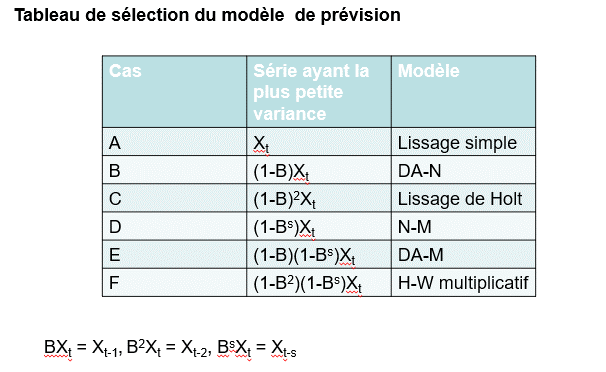 Tableau de sélection du modèle de prévision
Cas Série ayant la plus petite variance Modèle
A Xt Lissage simple
B (1-B)Xt DA-N
C (1-B)²Xt Lissage de Holt
D (1-Bˢ)Xt N-M
E (1-B)(1-Bˢ)Xt DA-M
F (1-B²)(1-Bˢ)Xt H-W multiplicatif
BXt = Xt-1, B²Xt = Xt-2, BˢXt = Xt-s